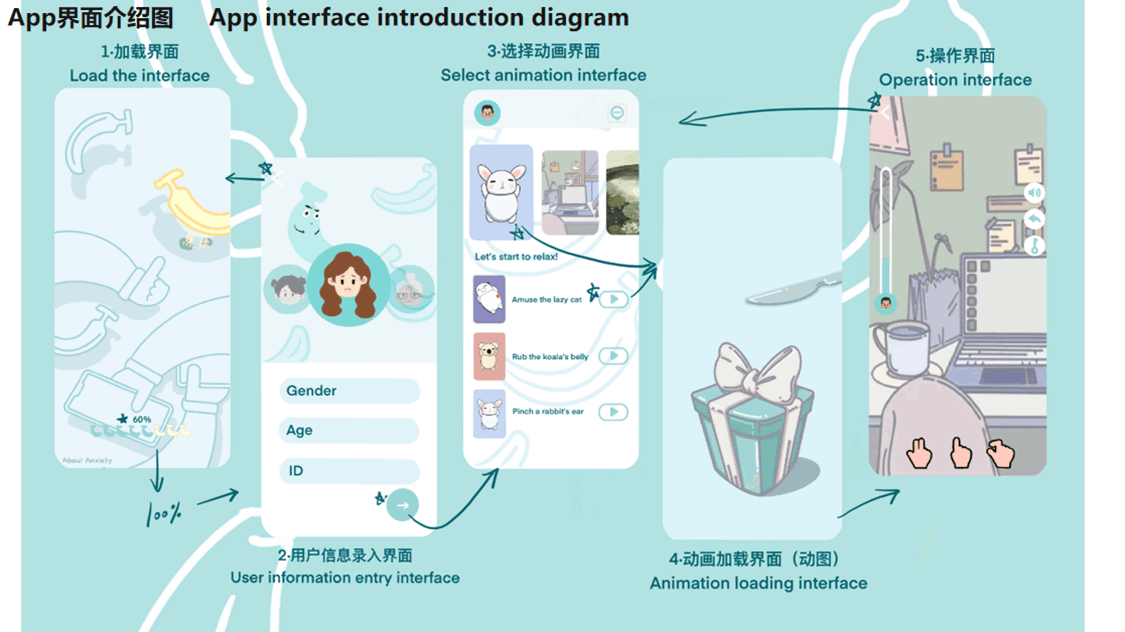 App界面介绍图 App interface introduction diagram
1·加载界面
Load the interface
60%
About Anxiety
100%
Gender
Age
ID
2·用户信息录入界面
User information entry interface
3·选择动画界面
Select animation interface
Let's start to relax!
Amuse the lazy cat
Rub the koala's belly
Pinch a rabbit's ear
4·动画加载界面（动图）
Animation loading interface
5·操作界面
Operation interface